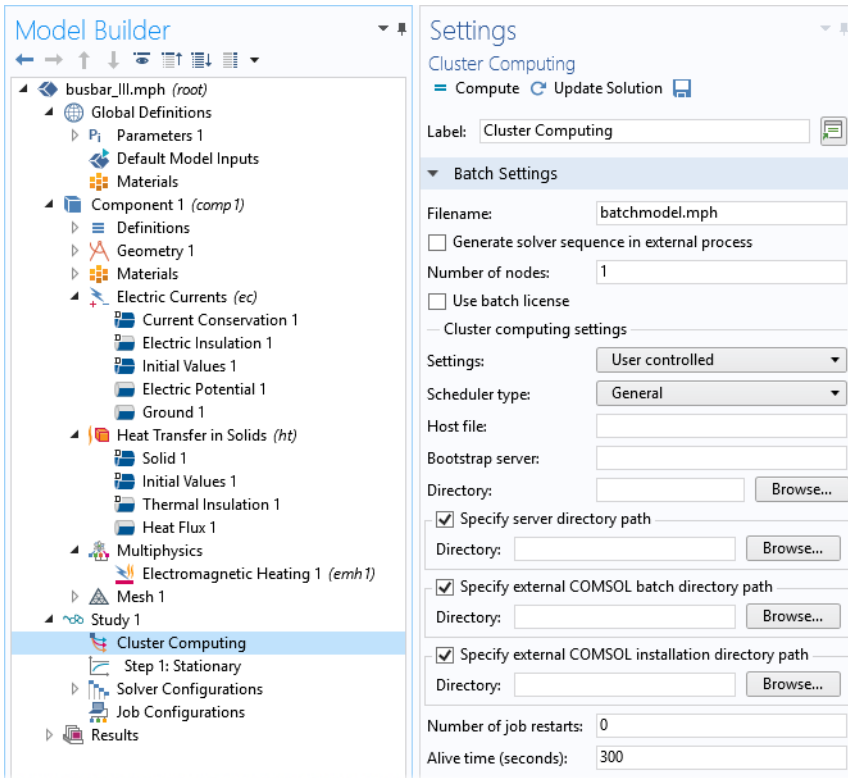 Model Builder
busbar_III.mph (root)
Global Definitions
Pi Parameters 1
Default Model Inputs
Materials
Component 1 (comp1)
Definitions
Geometry 1
Materials
Electric Currents (ec)
Current Conservation 1
Electric Insulation 1
Initial Values 1
Electric Potential 1
Ground 1
Heat Transfer in Solids (ht)
Solid 1
Initial Values 1
Thermal Insulation 1
Heat Flux 1
Multiphysics
Electromagnetic Heating 1 (emh1)
Mesh 1
Study 1
Cluster Computing
Step 1: Stationary
Solver Configurations
Job Configurations
Results
Settings
Cluster Computing
Compute Update Solution
Label: Cluster Computing
Batch Settings
Filename: batchmodel.mph
Generate solver sequence in external process
Number of nodes: 1
Use batch license
Cluster computing settings
Settings: User controlled
Scheduler type: General
Host file:
Bootstrap server:
Directory: Browse...
Specify server directory path
Directory: Browse...
Specify external COMSOL batch directory path
Directory: Browse...
Specify external COMSOL installation directory path
Directory: Browse...
Number of job restarts: 0
Alive time (seconds): 300